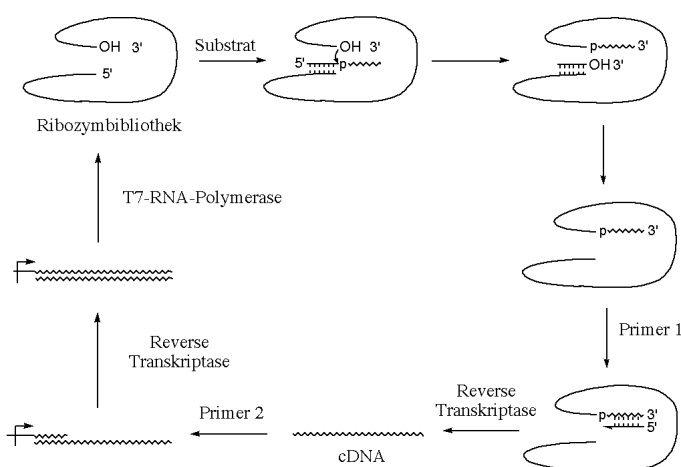 OH 3'
5'
Ribozymbibliothek
Substrat
OH 3'
5' p
p 3'
OH 3'
p 3'
Primer 1
p 3'
5'
Reverse
Transkriptase
cDNA
Primer 2
Reverse
Transkriptase
T7-RNA-Polymerase